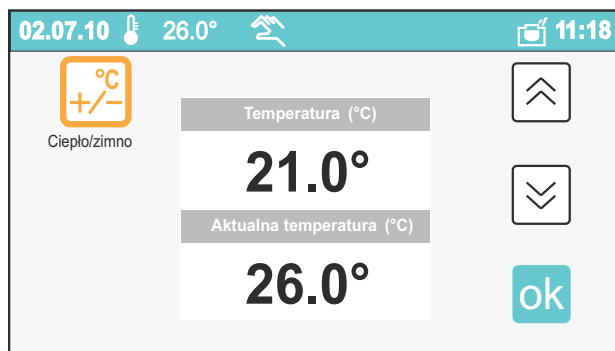 02.07.10 26.0° 11:18
°C
+/−
Ciepło/zimno
Temperatura (°C)
21.0°
Aktualna temperatura (°C)
26.0°
ok